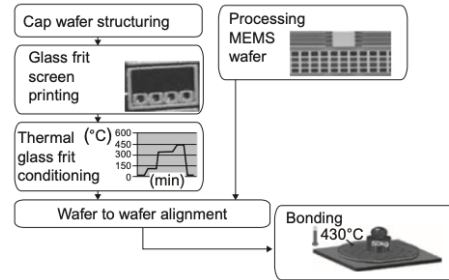 Cap wafer structuring
Glass frit
screen
printing
Processing
MEMS
wafer
Thermal
glass frit
conditioning
(°C)
600
450
300
150
0
(min)
Wafer to wafer alignment
Bonding
430°C
50kg